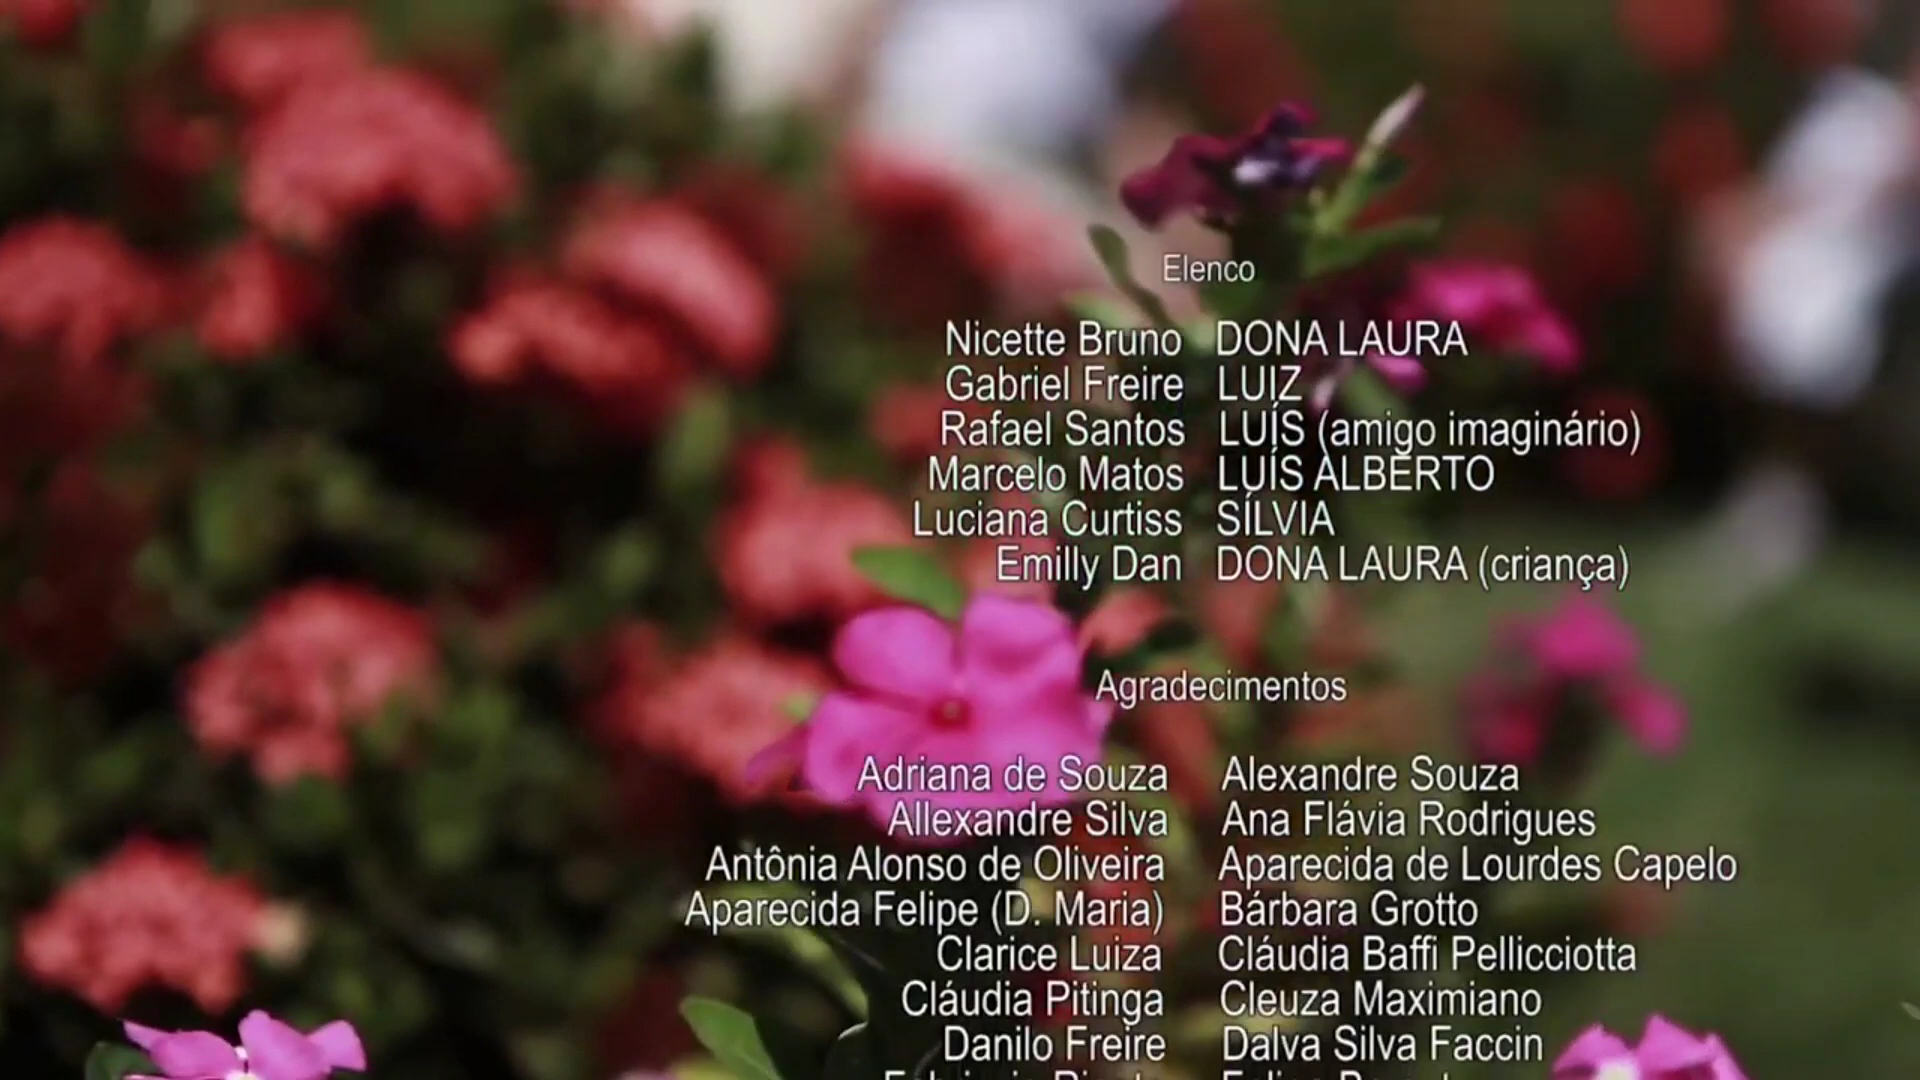 Elenco
Nicette Bruno DONA LAURA
Gabriel Freire LUIZ
Rafael Santos LUÍS (amigo imaginário)
Marcelo Matos LUÍS ALBERTO
Luciana Curtiss SÍLVIA
Emilly Dan DONA LAURA (criança)
Agradecimentos
Adriana de Souza Alexandre Souza
Allexandre Silva Ana Flávia Rodrigues
Antônia Alonso de Oliveira Aparecida de Lourdes Capelo
Aparecida Felipe (D. Maria) Bárbara Grotto
Clarice Luiza Cláudia Baffi Pellicciotta
Cláudia Pitinga Cleuza Maximiano
Danilo Freire Dalva Silva Faccin